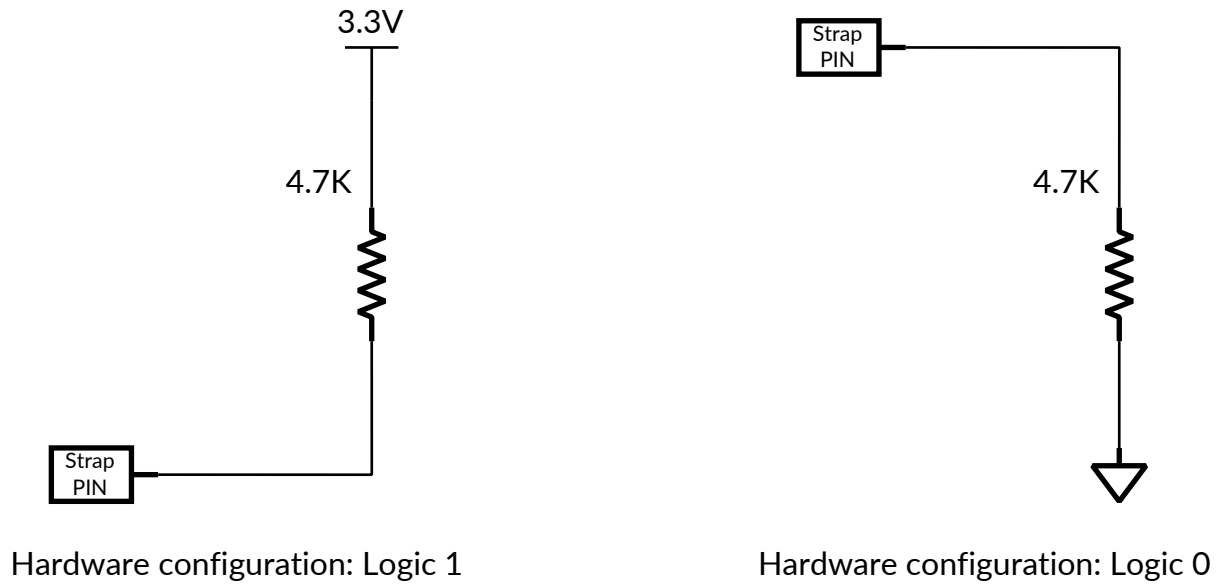 3.3V
4.7K
Strap
PIN
Hardware configuration: Logic 1
Strap
PIN
4.7K
Hardware configuration: Logic 0